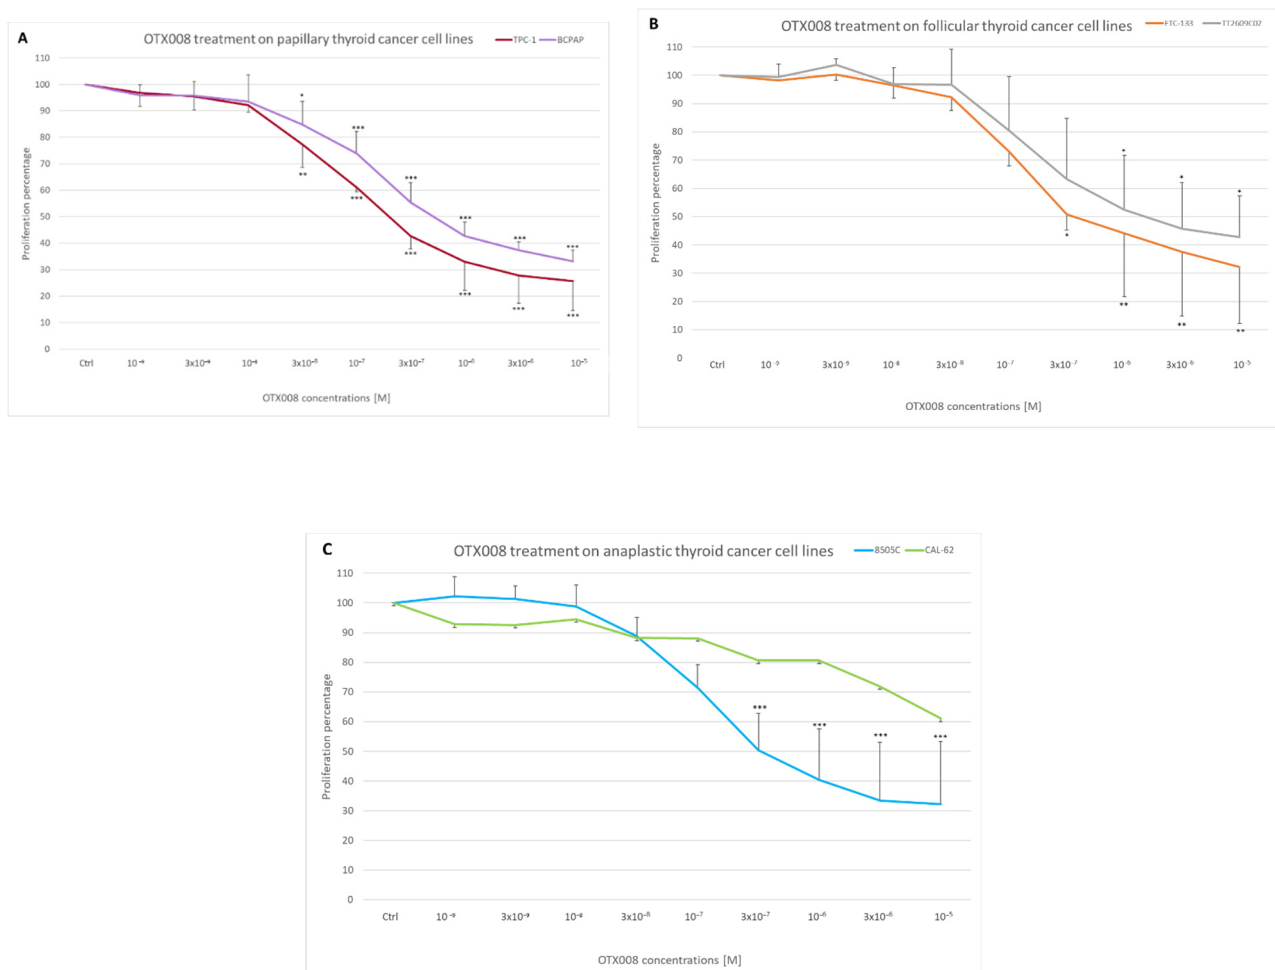 A
OTX008 treatment on papillary thyroid cancer cell lines
TPC-1 BCPAP
Proliferation percentage
110
100
90
80
70
60
50
40
30
20
10
0
* *** *** *** *** ***
** *** *** *** *** ***
Ctrl 10⁻⁹ 3x10⁻⁹ 10⁻⁸ 3x10⁻⁸ 10⁻⁷ 3x10⁻⁷ 10⁻⁶ 3x10⁻⁶ 10⁻⁵
OTX008 concentrations [M]
B
OTX008 treatment on follicular thyroid cancer cell lines
FTC-133 TT2609C02
Proliferation percentage
110
100
90
80
70
60
50
40
30
20
10
0
* * *
* ** ** **
Ctrl 10⁻⁹ 3x10⁻⁹ 10⁻⁸ 3x10⁻⁸ 10⁻⁷ 3x10⁻⁷ 10⁻⁶ 3x10⁻⁶ 10⁻⁵
OTX008 concentrations [M]
C
OTX008 treatment on anaplastic thyroid cancer cell lines
8505C CAL-62
Proliferation percentage
110
100
90
80
70
60
50
40
30
20
10
0
*** *** *** ***
Ctrl 10⁻⁹ 3x10⁻⁹ 10⁻⁸ 3x10⁻⁸ 10⁻⁷ 3x10⁻⁷ 10⁻⁶ 3x10⁻⁶ 10⁻⁵
OTX008 concentrations [M]